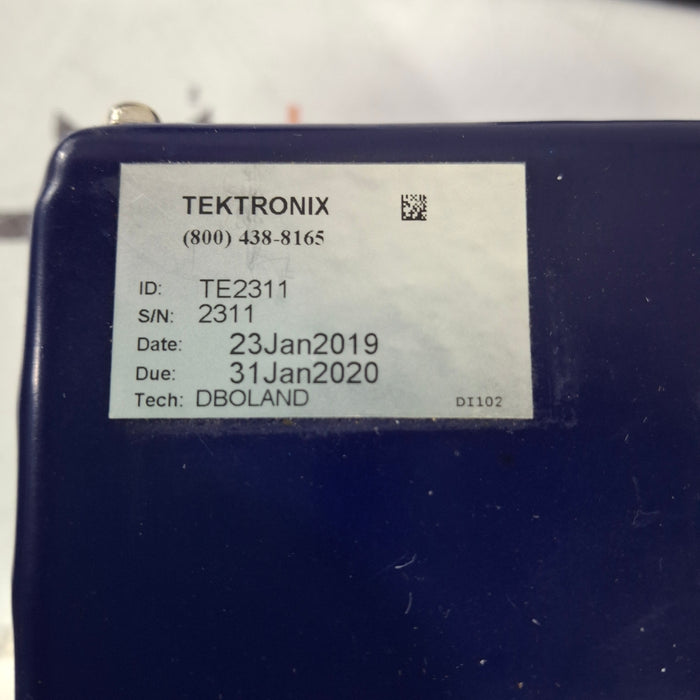 TEKTRONIX
(800) 438-8165
ID: TE2311
S/N: 2311
Date: 23Jan2019
Due: 31Jan2020
Tech: DBOLAND DI102